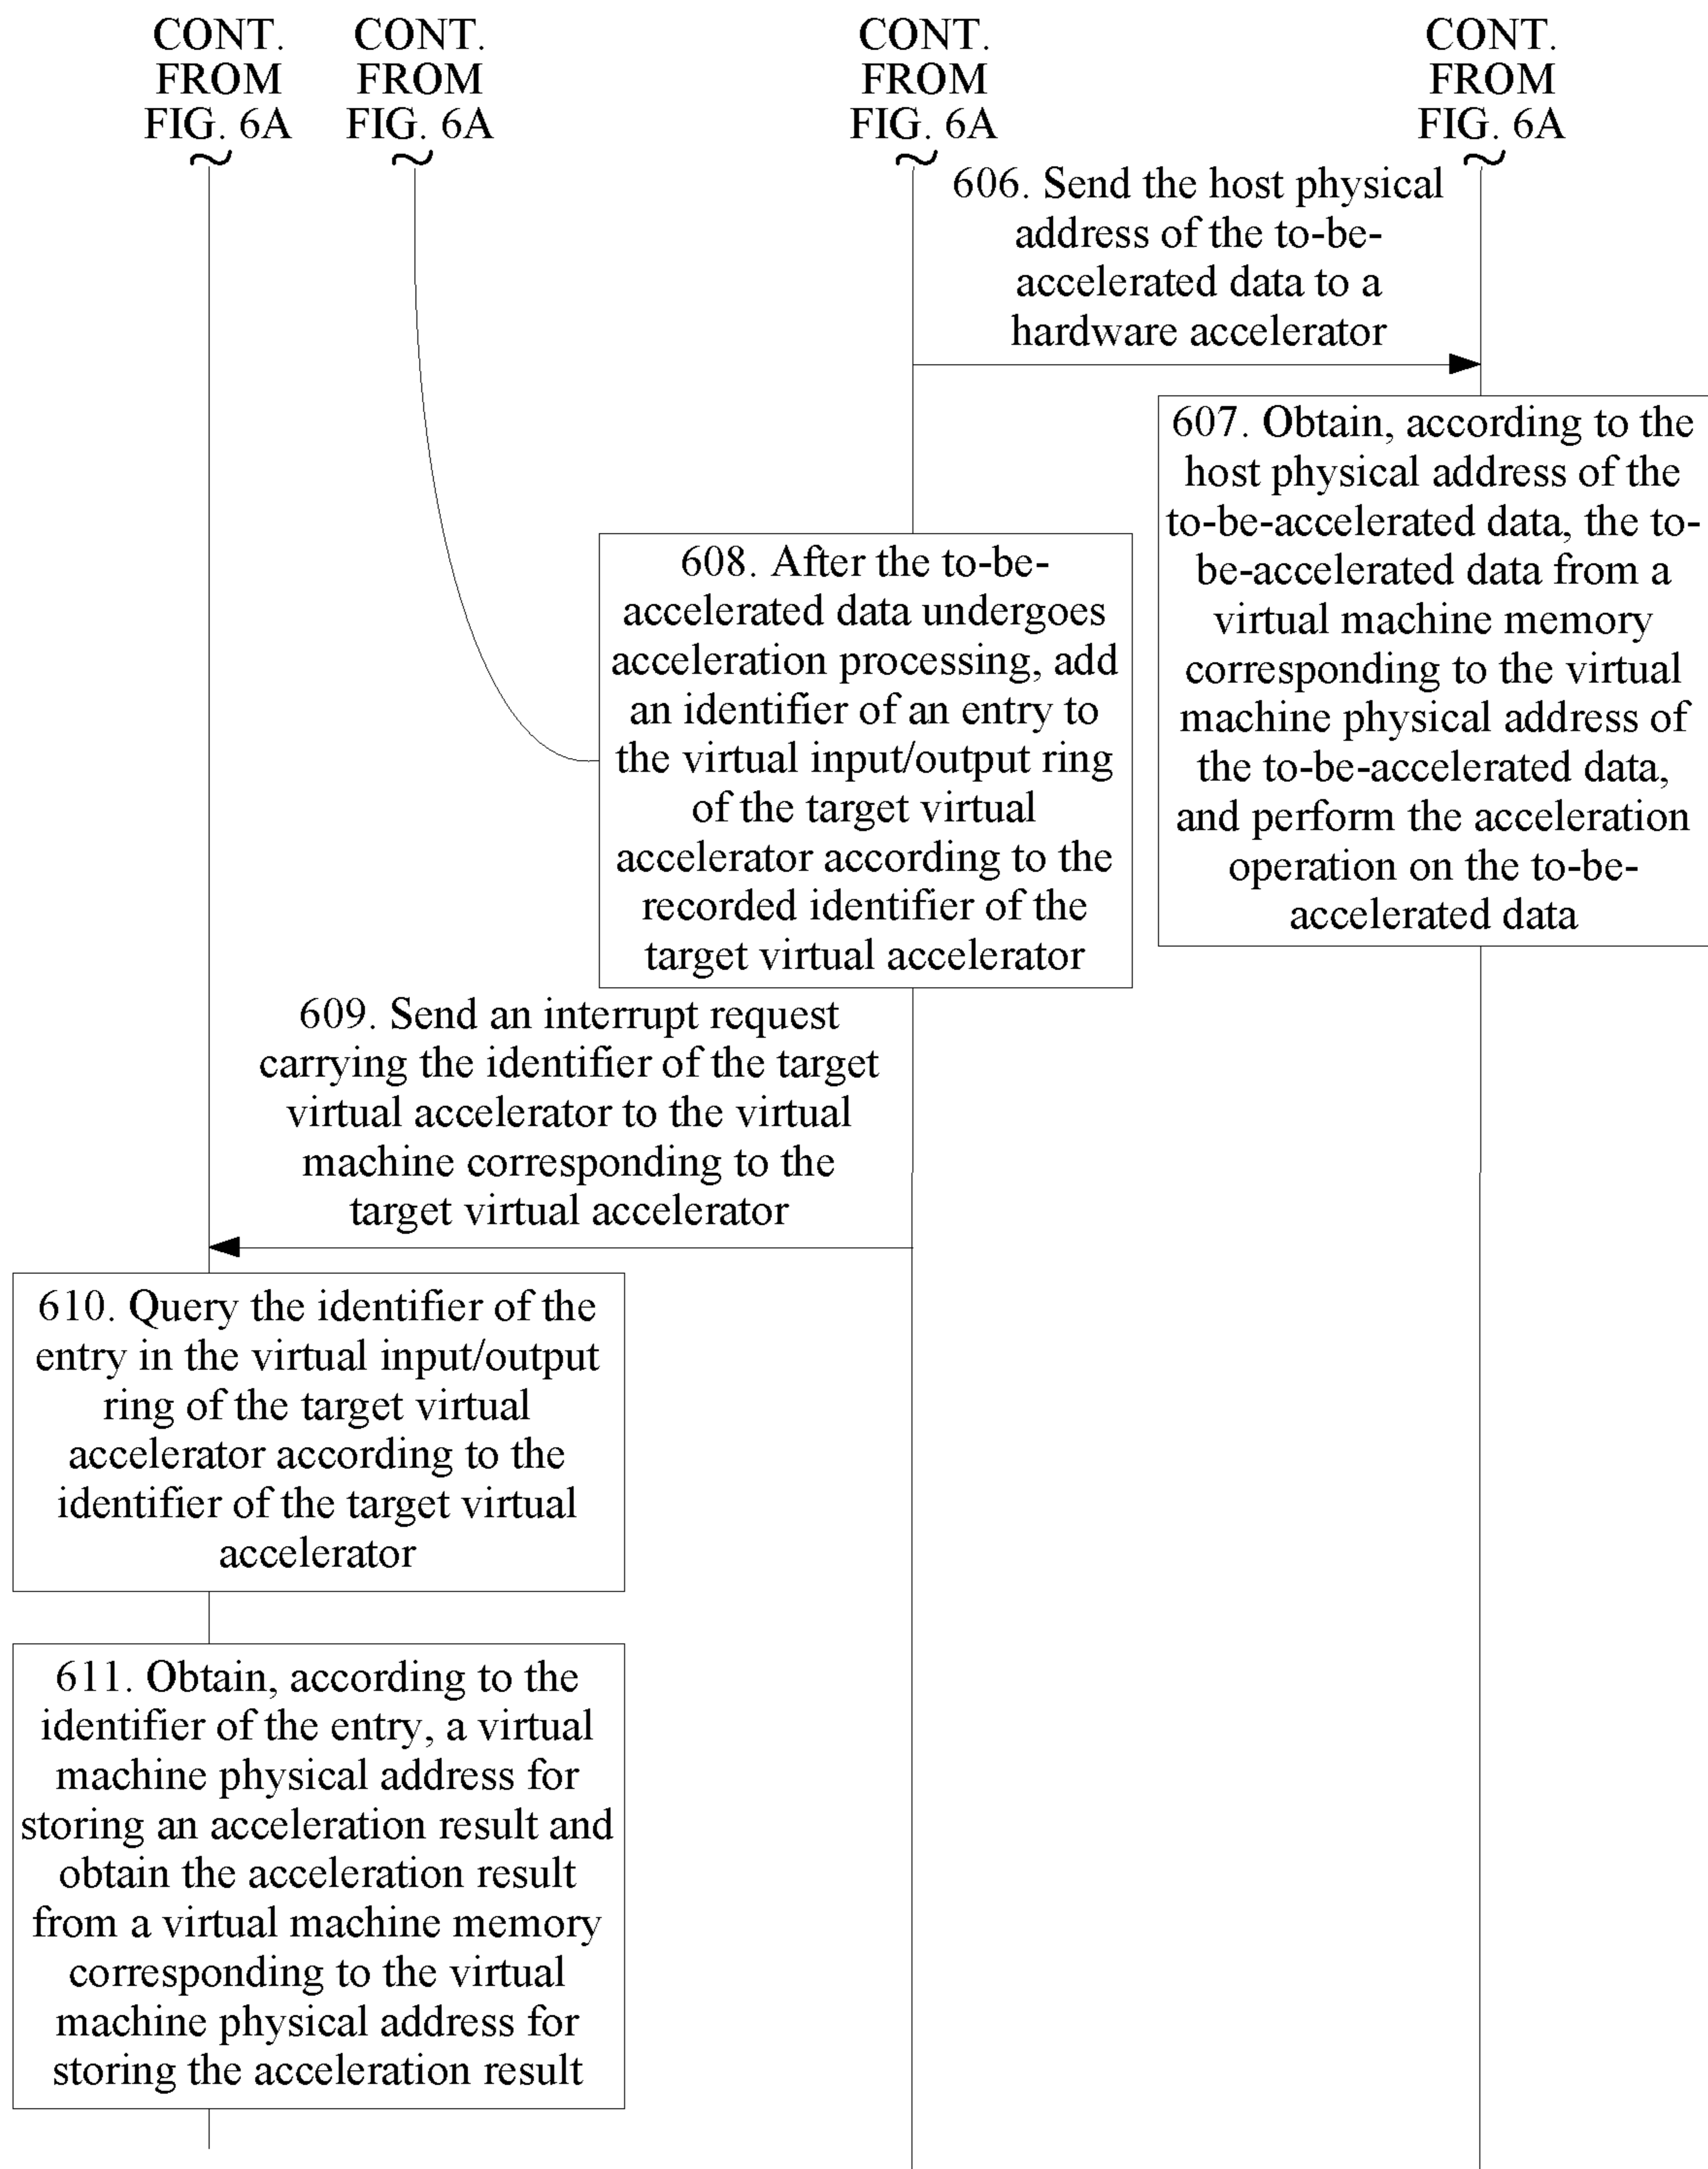 CONT.
FROM
FIG. 6A
CONT.
FROM
FIG. 6A
CONT.
FROM
FIG. 6A
CONT.
FROM
FIG. 6A
606. Send the host physical
address of the to-be-
accelerated data to a
hardware accelerator
607. Obtain, according to the
host physical address of the
to-be-accelerated data, the to-
be-accelerated data from a
virtual machine memory
corresponding to the virtual
machine physical address of
the to-be-accelerated data,
and perform the acceleration
operation on the to-be-
accelerated data
608. After the to-be-
accelerated data undergoes
acceleration processing, add
an identifier of an entry to
the virtual input/output ring
of the target virtual
accelerator according to the
recorded identifier of the
target virtual accelerator
609. Send an interrupt request
carrying the identifier of the target
virtual accelerator to the virtual
machine corresponding to the
target virtual accelerator
610. Query the identifier of the
entry in the virtual input/output
ring of the target virtual
accelerator according to the
identifier of the target virtual
accelerator
611. Obtain, according to the
identifier of the entry, a virtual
machine physical address for
storing an acceleration result and
obtain the acceleration result
from a virtual machine memory
corresponding to the virtual
machine physical address for
storing the acceleration result